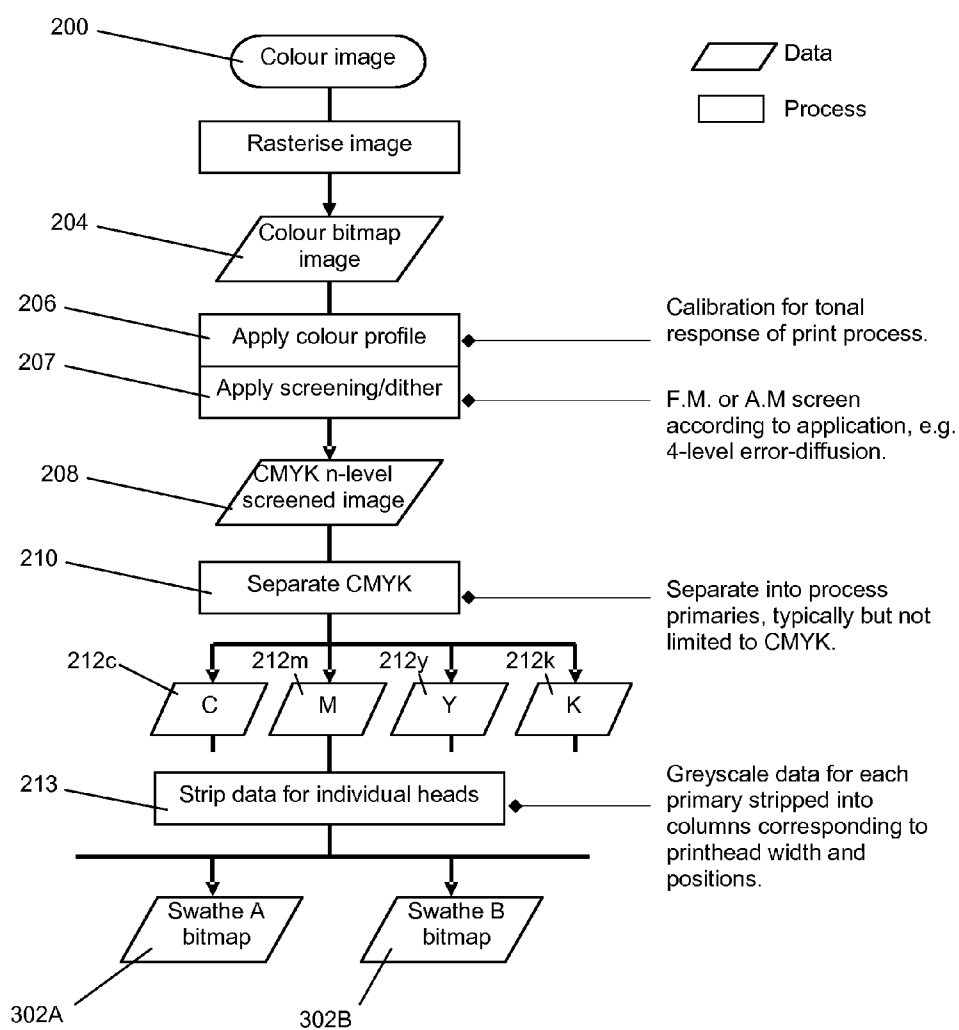 200
Colour image
Data
Process
Rasterise image
204
Colour bitmap
image
206
Apply colour profile
Calibration for tonal
response of print process.
207
Apply screening/dither
F.M. or A.M screen
according to application, e.g.
4-level error-diffusion.
208
CMYK n-level
screened image
210
Separate CMYK
Separate into process
primaries, typically but not
limited to CMYK.
212c
212m
212y
212k
C
M
Y
K
213
Strip data for individual heads
Greyscale data for each
primary stripped into
columns corresponding to
printhead width and
positions.
Swathe A
bitmap
Swathe B
bitmap
302A
302B